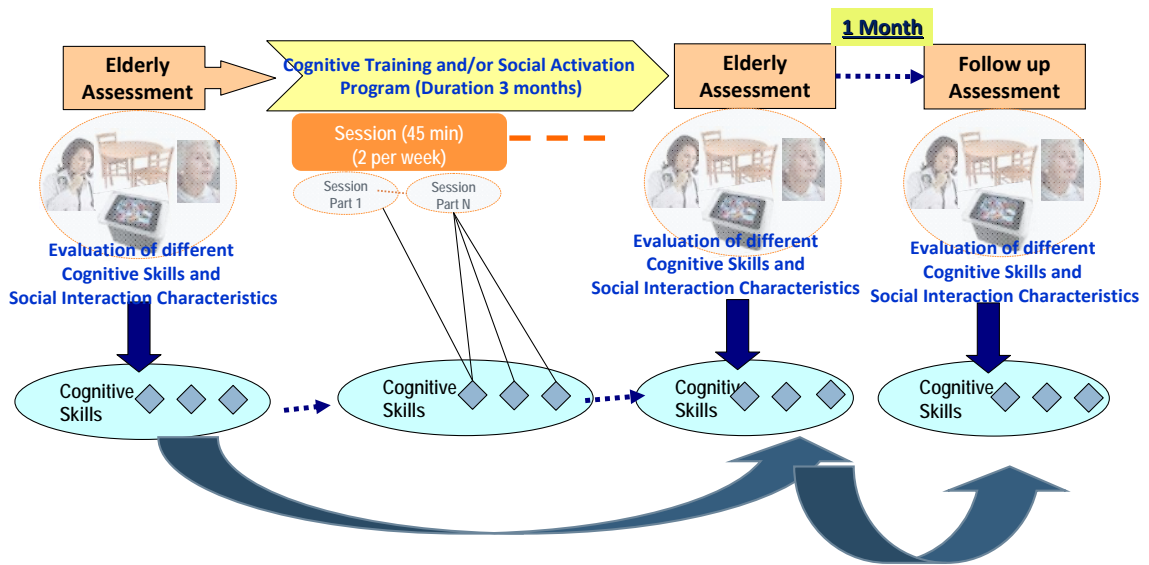 1 Month
Elderly
Assessment
Cognitive Training and/or Social Activation
Program (Duration 3 months)
Elderly
Assessment
Follow up
Assessment
Session (45 min)
(2 per week)
Session
Part 1
Session
Part N
Evaluation of different
Cognitive Skills and
Social Interaction Characteristics
Evaluation of different
Cognitive Skills and
Social Interaction Characteristics
Evaluation of different
Cognitive Skills and
Social Interaction Characteristics
Cognitive
Skills
Cognitive
Skills
Cognitive
Skills
Cognitive
Skills